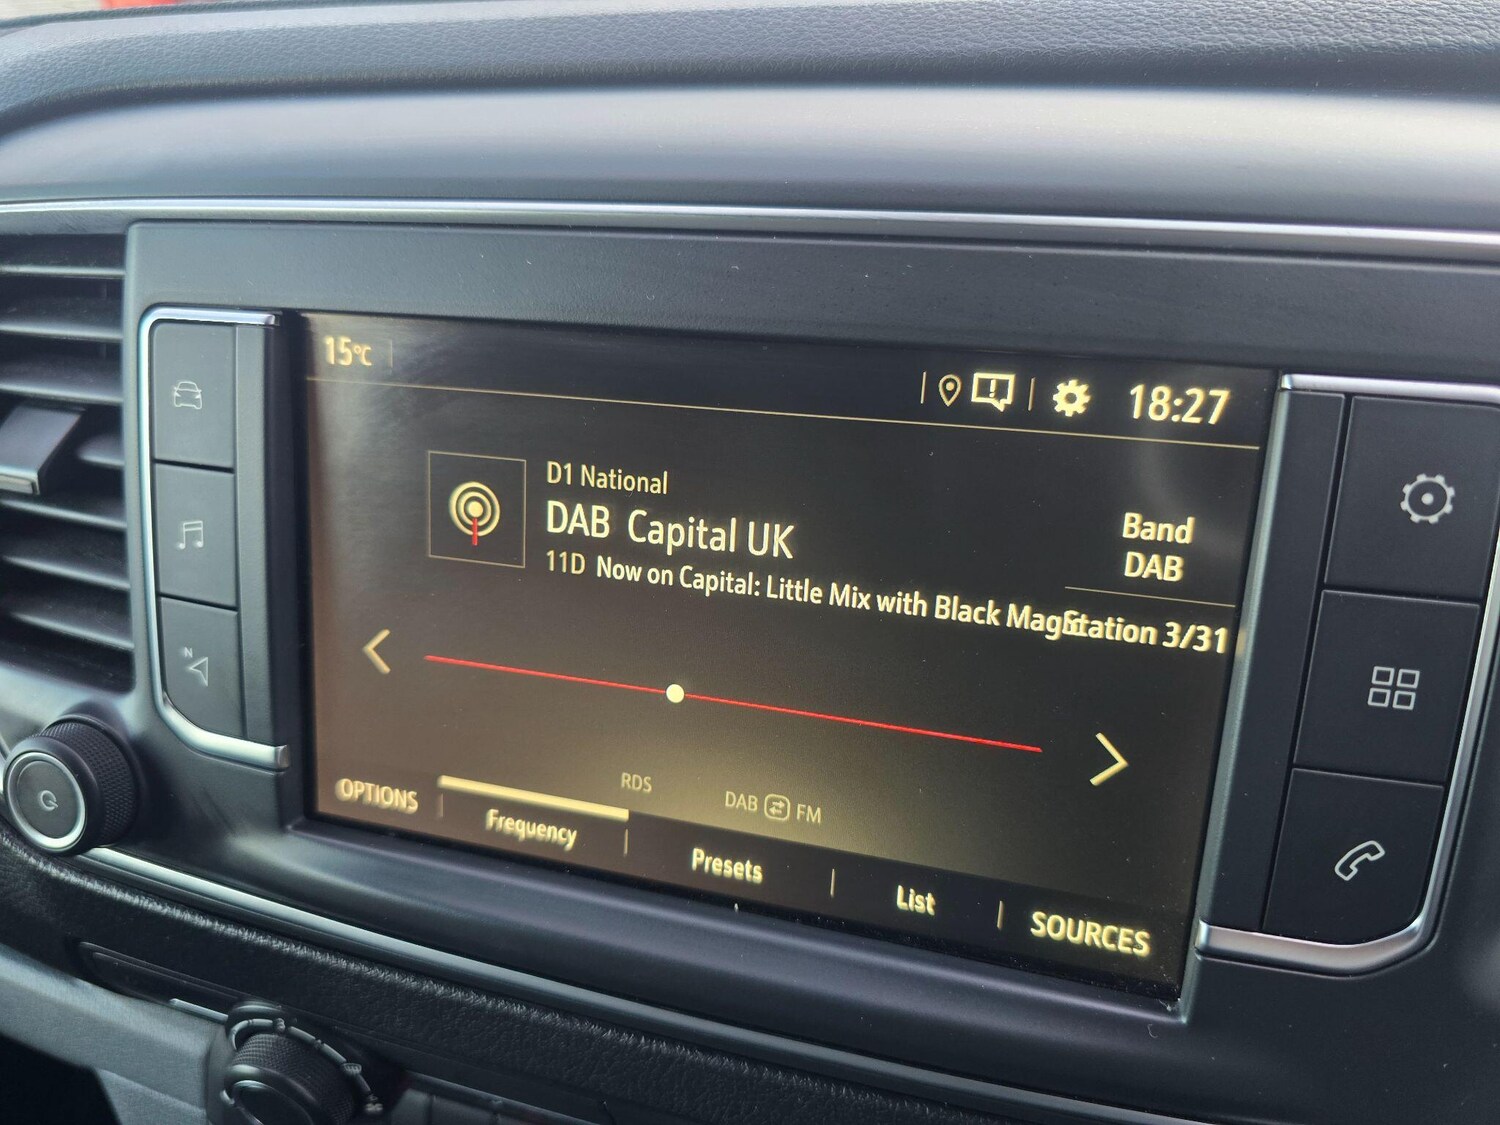 15°C
18:27
D1 National
DAB Capital UK
11D Now on Capital: Little Mix with Black Mag
Band
DAB
Station 3/31
RDS
DAB FM
OPTIONS
Frequency
Presets
List
SOURCES
N